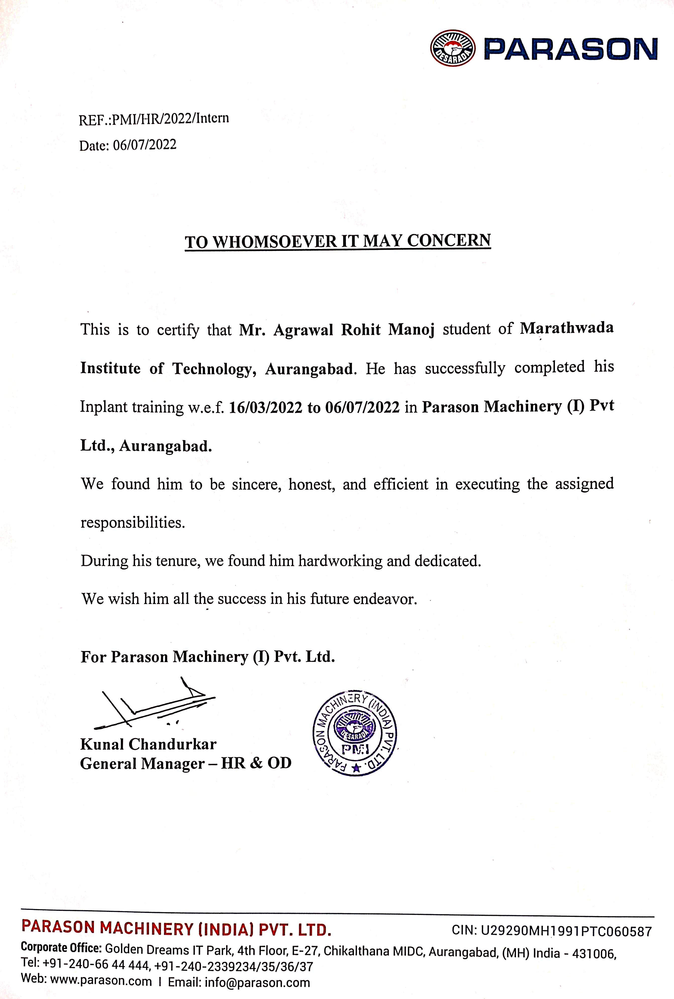 DESARADA
PARASON
REF.:PMI/HR/2022/Intern
Date: 06/07/2022
TO WHOMSOEVER IT MAY CONCERN
This is to certify that Mr. Agrawal Rohit Manoj student of Marathwada
Institute of Technology, Aurangabad. He has successfully completed his
Inplant training w.e.f. 16/03/2022 to 06/07/2022 in Parason Machinery (I) Pvt
Ltd., Aurangabad.
We found him to be sincere, honest, and efficient in executing the assigned
responsibilities.
During his tenure, we found him hardworking and dedicated.
We wish him all the success in his future endeavor.
For Parason Machinery (I) Pvt. Ltd.
Kunal Chandurkar
General Manager – HR & OD
PARASON MACHINERY (INDIA) PVT. LTD.
DESARADA
PMI
PARASON MACHINERY (INDIA) PVT. LTD.
CIN: U29290MH1991PTC060587
Corporate Office: Golden Dreams IT Park, 4th Floor, E-27, Chikalthana MIDC, Aurangabad, (MH) India - 431006,
Tel: +91-240-66 44 444, +91-240-2339234/35/36/37
Web: www.parason.com | Email: info@parason.com